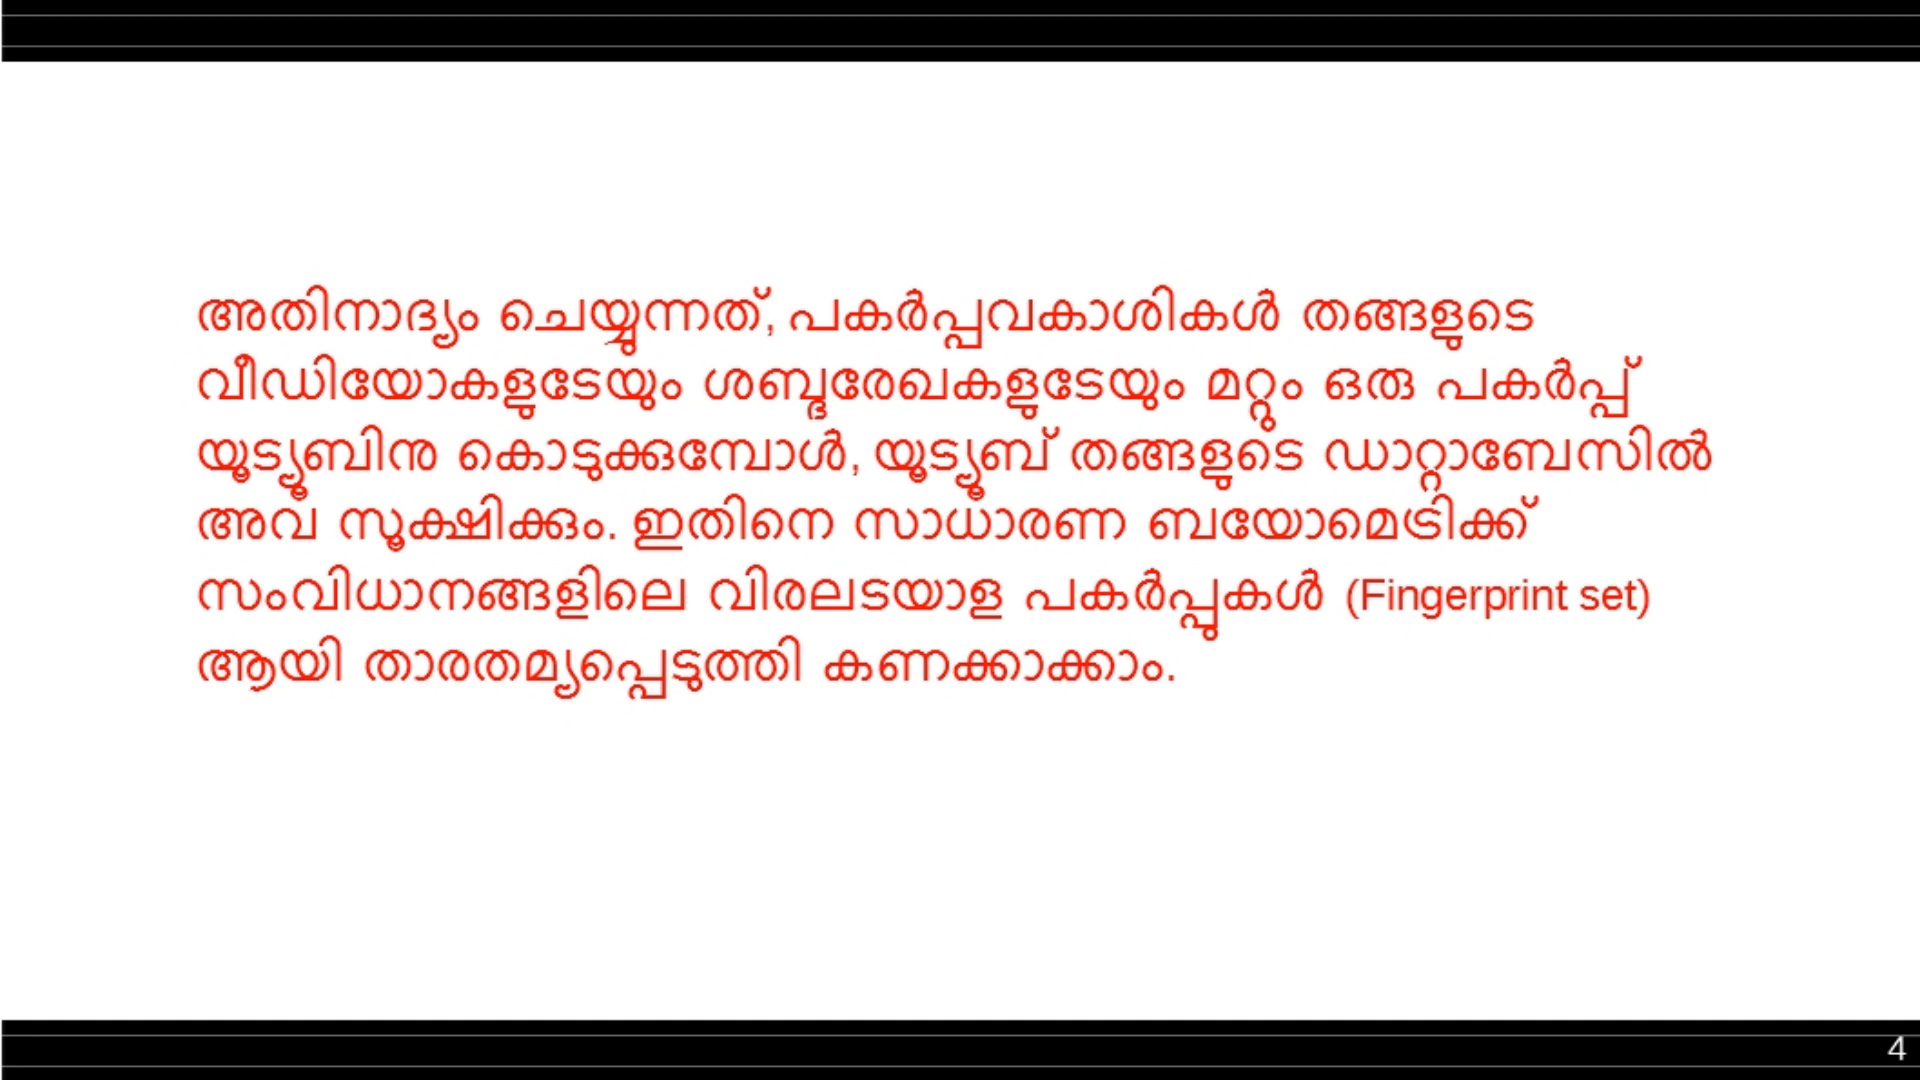 അതിനാദ്യം ചെയ്യുന്നത്, പകർപ്പവകാശികൾ തങ്ങളുടെ
വീഡിയോകളുടേയും ശബ്ദരേഖകളുടേയും മറ്റും ഒരു പകർപ്പ്
യൂട്യൂബിനു കൊടുക്കുമ്പോൾ, യൂട്യൂബ് തങ്ങളുടെ ഡാറ്റാബേസിൽ
അവ സൂക്ഷിക്കും. ഇതിനെ സാധാരണ ബയോമെട്രിക്ക്
സംവിധാനങ്ങളിലെ വിരലടയാള പകർപ്പുകൾ (Fingerprint set)
ആയി താരതമ്യപ്പെടുത്തി കണക്കാക്കാം.
4